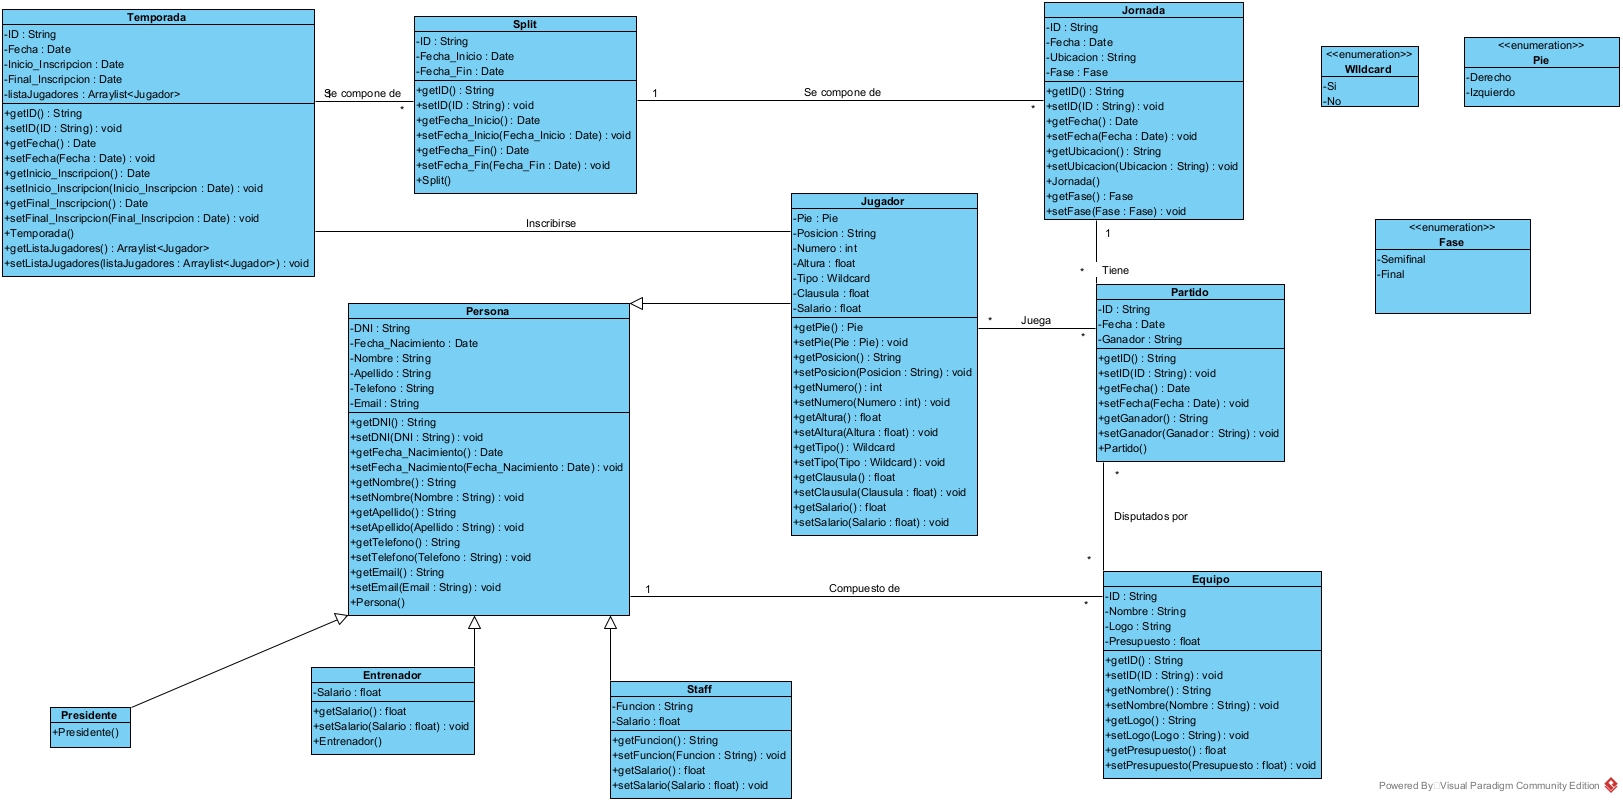 Temporada
-ID : String
-Fecha : Date
-Inicio_Inscripcion : Date
-Final_Inscripcion : Date
-listaJugadores : Arraylist<Jugador>
+getID() : String
+setID(ID : String) : void
+getFecha() : Date
+setFecha(Fecha : Date) : void
+getInicio_Inscripcion() : Date
+setInicio_Inscripcion(Inicio_Inscripcion : Date) : void
+getFinal_Inscripcion() : Date
+setFinal_Inscripcion(Final_Inscripcion : Date) : void
+Temporada()
+getListaJugadores() : Arraylist<Jugador>
+setListaJugadores(listaJugadores : Arraylist<Jugador>) : void
Se compone de
1
*
Split
-ID : String
-Fecha_Inicio : Date
-Fecha_Fin : Date
+getID() : String
+setID(ID : String) : void
+getFecha_Inicio() : Date
+setFecha_Inicio(Fecha_Inicio : Date) : void
+getFecha_Fin() : Date
+setFecha_Fin(Fecha_Fin : Date) : void
+Split()
1
Se compone de
*
Jornada
-ID : String
-Fecha : Date
-Ubicacion : String
-Fase : Fase
+getID() : String
+setID(ID : String) : void
+getFecha() : Date
+setFecha(Fecha : Date) : void
+getUbicacion() : String
+setUbicacion(Ubicacion : String) : void
+Jornada()
+getFase() : Fase
+setFase(Fase : Fase) : void
<<enumeration>>
WIldcard
-Si
-No
<<enumeration>>
Pie
-Derecho
-Izquierdo
<<enumeration>>
Fase
-Semifinal
-Final
Inscribirse
Jugador
-Pie : Pie
-Posicion : String
-Numero : int
-Altura : float
-Tipo : Wildcard
-Clausula : float
-Salario : float
+getPie() : Pie
+setPie(Pie : Pie) : void
+getPosicion() : String
+setPosicion(Posicion : String) : void
+getNumero() : int
+setNumero(Numero : int) : void
+getAltura() : float
+setAltura(Altura : float) : void
+getTipo() : Wildcard
+setTipo(Tipo : Wildcard) : void
+getClausula() : float
+setClausula(Clausula : float) : void
+getSalario() : float
+setSalario(Salario : float) : void
1
* Tiene
* Juega
*
Partido
-ID : String
-Fecha : Date
-Ganador : String
+getID() : String
+setID(ID : String) : void
+getFecha() : Date
+setFecha(Fecha : Date) : void
+getGanador() : String
+setGanador(Ganador : String) : void
+Partido()
*
Disputados por
*
Persona
-DNI : String
-Fecha_Nacimiento : Date
-Nombre : String
-Apellido : String
-Telefono : String
-Email : String
+getDNI() : String
+setDNI(DNI : String) : void
+getFecha_Nacimiento() : Date
+setFecha_Nacimiento(Fecha_Nacimiento : Date) : void
+getNombre() : String
+setNombre(Nombre : String) : void
+getApellido() : String
+setApellido(Apellido : String) : void
+getTelefono() : String
+setTelefono(Telefono : String) : void
+getEmail() : String
+setEmail(Email : String) : void
+Persona()
1
Compuesto de
*
Equipo
-ID : String
-Nombre : String
-Logo : String
-Presupuesto : float
+getID() : String
+setID(ID : String) : void
+getNombre() : String
+setNombre(Nombre : String) : void
+getLogo() : String
+setLogo(Logo : String) : void
+getPresupuesto() : float
+setPresupuesto(Presupuesto : float) : void
Presidente
+Presidente()
Entrenador
-Salario : float
+getSalario() : float
+setSalario(Salario : float) : void
+Entrenador()
Staff
-Funcion : String
-Salario : float
+getFuncion() : String
+setFuncion(Funcion : String) : void
+getSalario() : float
+setSalario(Salario : float) : void
Powered By Visual Paradigm Community Edition